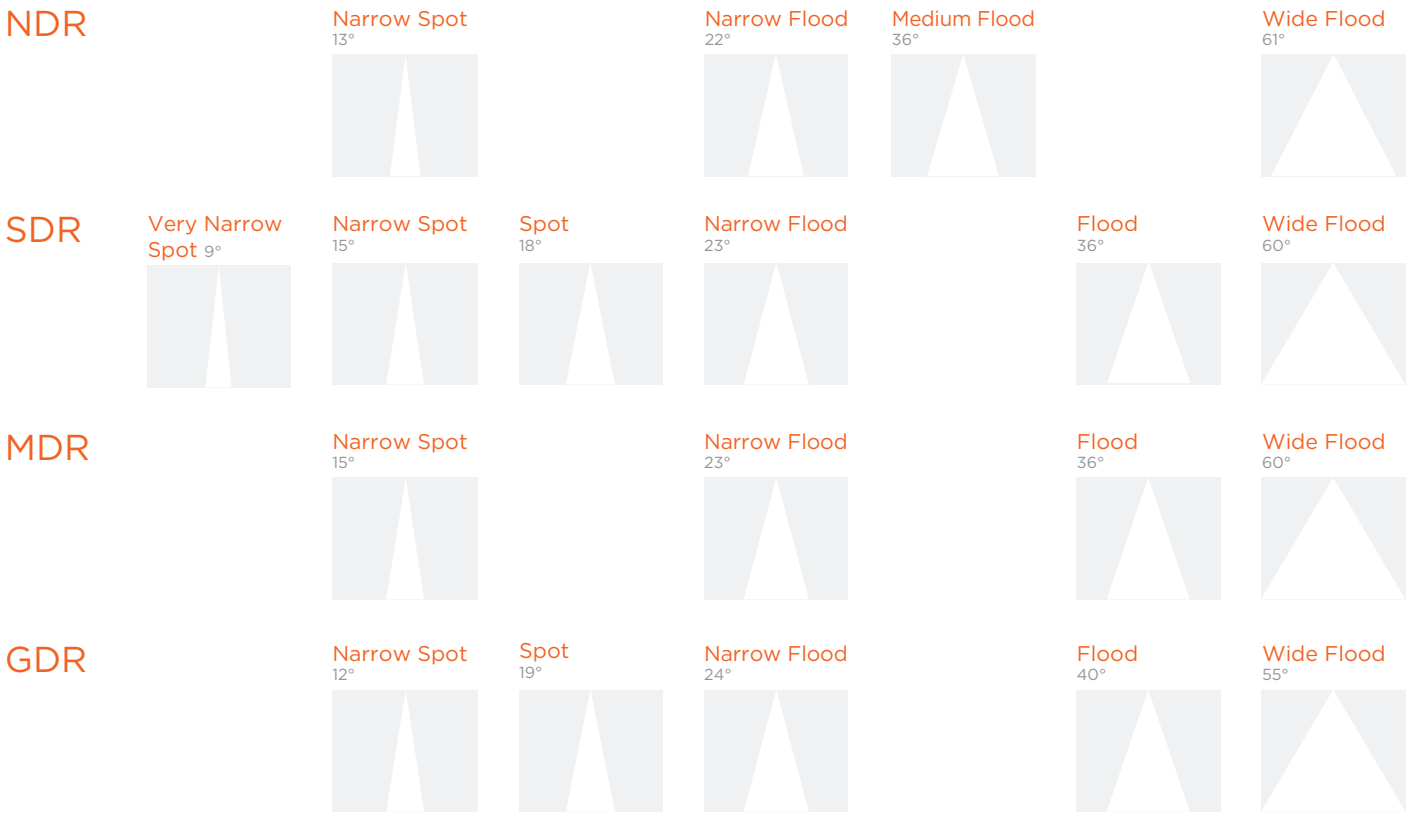 NDR
Narrow Spot
13°
Narrow Flood
22°
Medium Flood
36°
Wide Flood
61°
SDR
Very Narrow
Spot 9°
Narrow Spot
15°
Spot
18°
Narrow Flood
23°
Flood
36°
Wide Flood
60°
MDR
Narrow Spot
15°
Narrow Flood
23°
Flood
36°
Wide Flood
60°
GDR
Narrow Spot
12°
Spot
19°
Narrow Flood
24°
Flood
40°
Wide Flood
55°